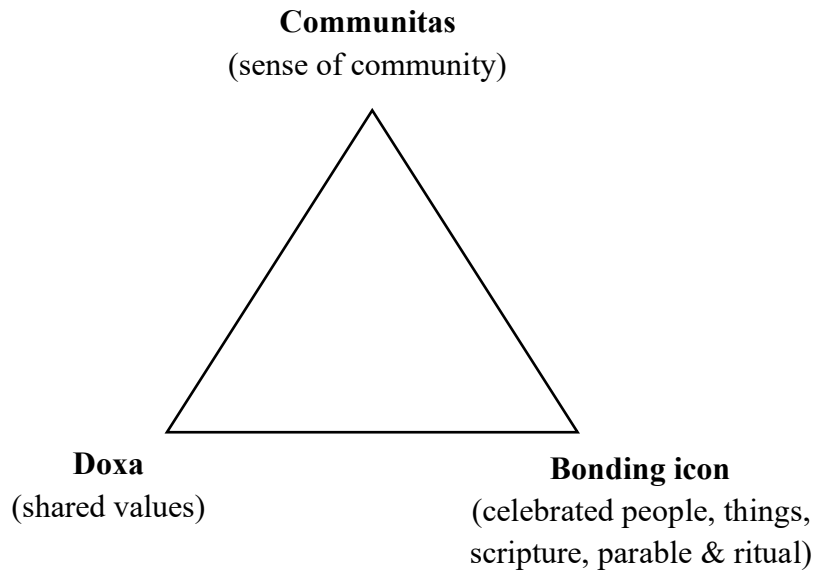 Communitas
(sense of community)
Doxa
(shared values)
Bonding icon
(celebrated people, things,
scripture, parable & ritual)